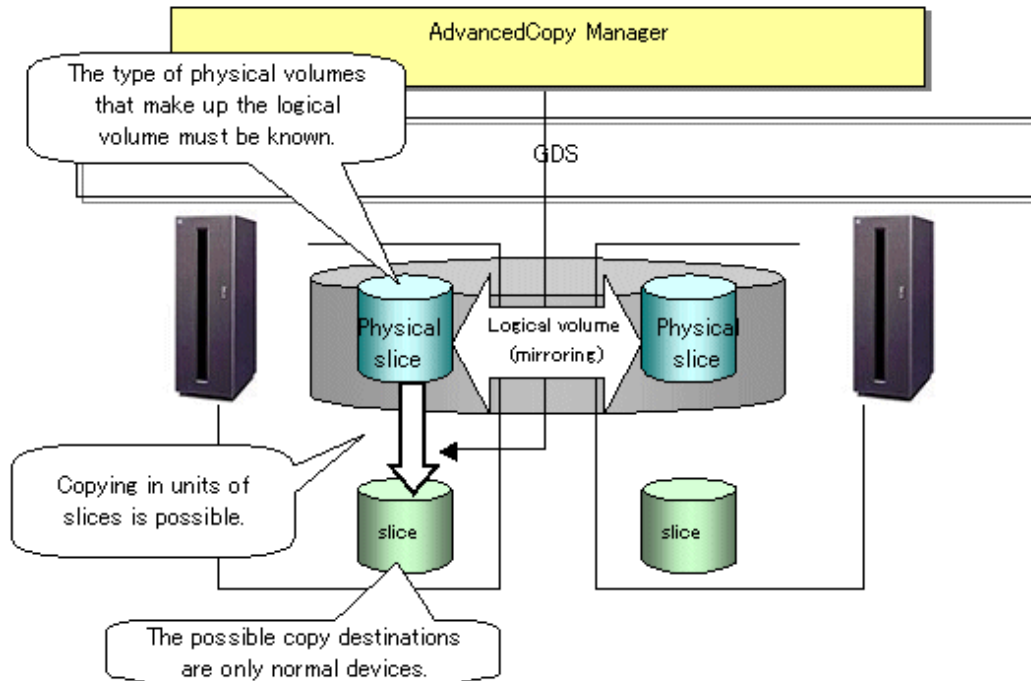 AdvancedCopy Manager
The type of physical volumes
that make up the logical
volume must be known.
GDS
Physical
slice
Logical volume
(mirroring)
Physical
slice
Copying in units of
slices is possible.
slice
slice
The possible copy destinations
are only normal devices.